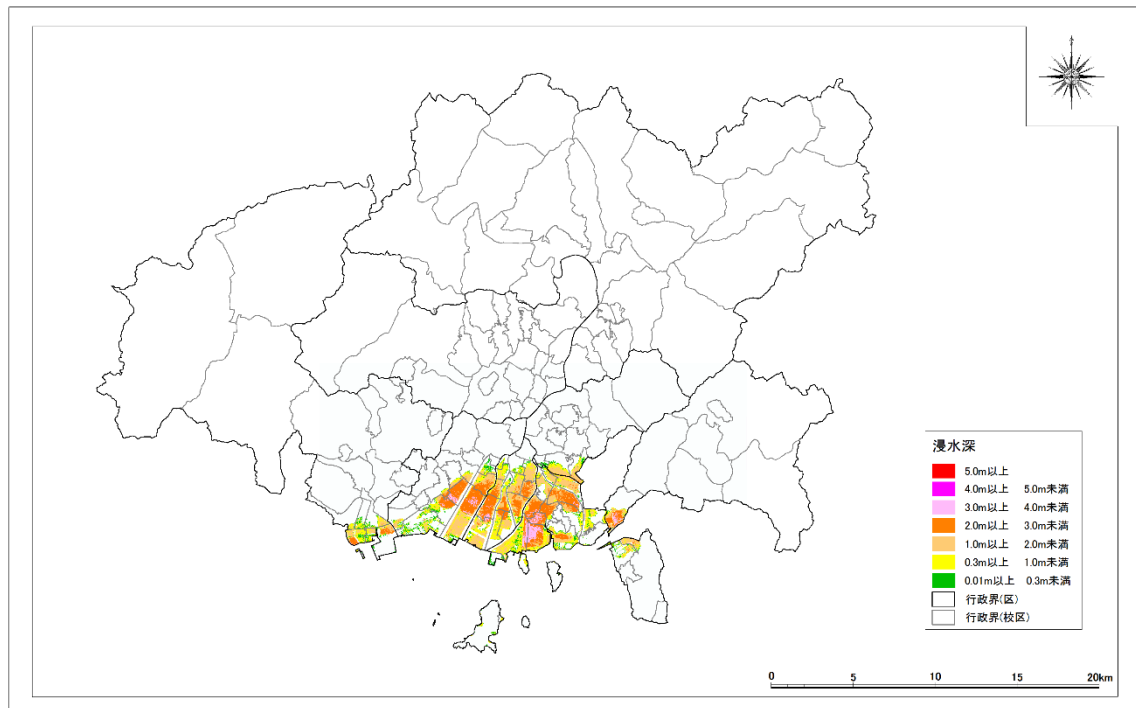 浸水深
5.0m以上
4.0m以上 5.0m未満
3.0m以上 4.0m未満
2.0m以上 3.0m未満
1.0m以上 2.0m未満
0.3m以上 1.0m未満
0.01m以上 0.3m未満
行政界(区)
行政界(校区)
0 5 10 15 20km